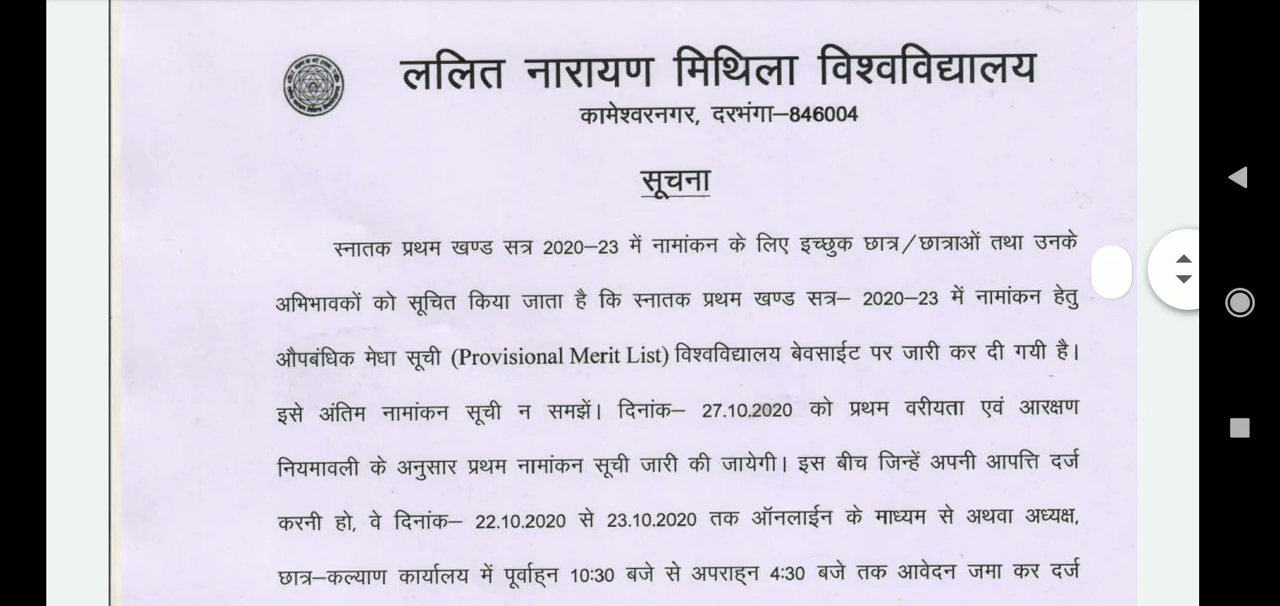 ललित नारायण मिथिला विश्वविद्यालय
कामेश्वरनगर, दरभंगा–846004
सूचना
स्नातक प्रथम खण्ड सत्र 2020–23 में नामांकन के लिए इच्छुक छात्र/छात्राओं तथा उनके
अभिभावकों को सूचित किया जाता है कि स्नातक प्रथम खण्ड सत्र– 2020–23 में नामांकन हेतु
औपबंधिक मेधा सूची (Provisional Merit List) विश्वविद्यालय बेवसाईट पर जारी कर दी गयी है।
इसे अंतिम नामांकन सूची न समझें। दिनांक– 27.10.2020 को प्रथम वरीयता एवं आरक्षण
नियमावली के अनुसार प्रथम नामांकन सूची जारी की जायेगी। इस बीच जिन्हें अपनी आपत्ति दर्ज
करनी हो, वे दिनांक– 22.10.2020 से 23.10.2020 तक ऑनलाईन के माध्यम से अथवा अध्यक्ष,
छात्र–कल्याण कार्यालय में पूर्वाह्न 10:30 बजे से अपराह्न 4:30 बजे तक आवेदन जमा कर दर्ज